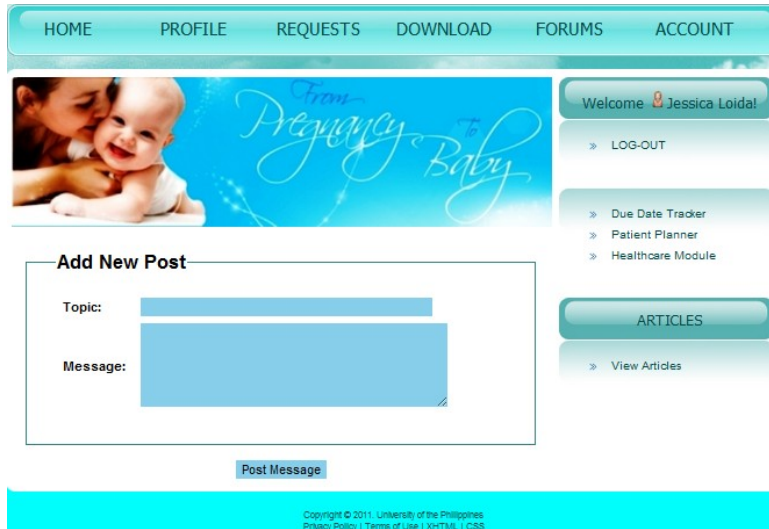 HOME PROFILE REQUESTS DOWNLOAD FORUMS ACCOUNT
From
Pregnancy
To
Baby
Welcome Jessica Loida!
» LOG-OUT
» Due Date Tracker
» Patient Planner
» Healthcare Module
ARTICLES
» View Articles
Add New Post
Topic:
Message:
Post Message
Copyright © 2011. University of the Philippines
Privacy Policy | Terms of Use | XHTML | CSS